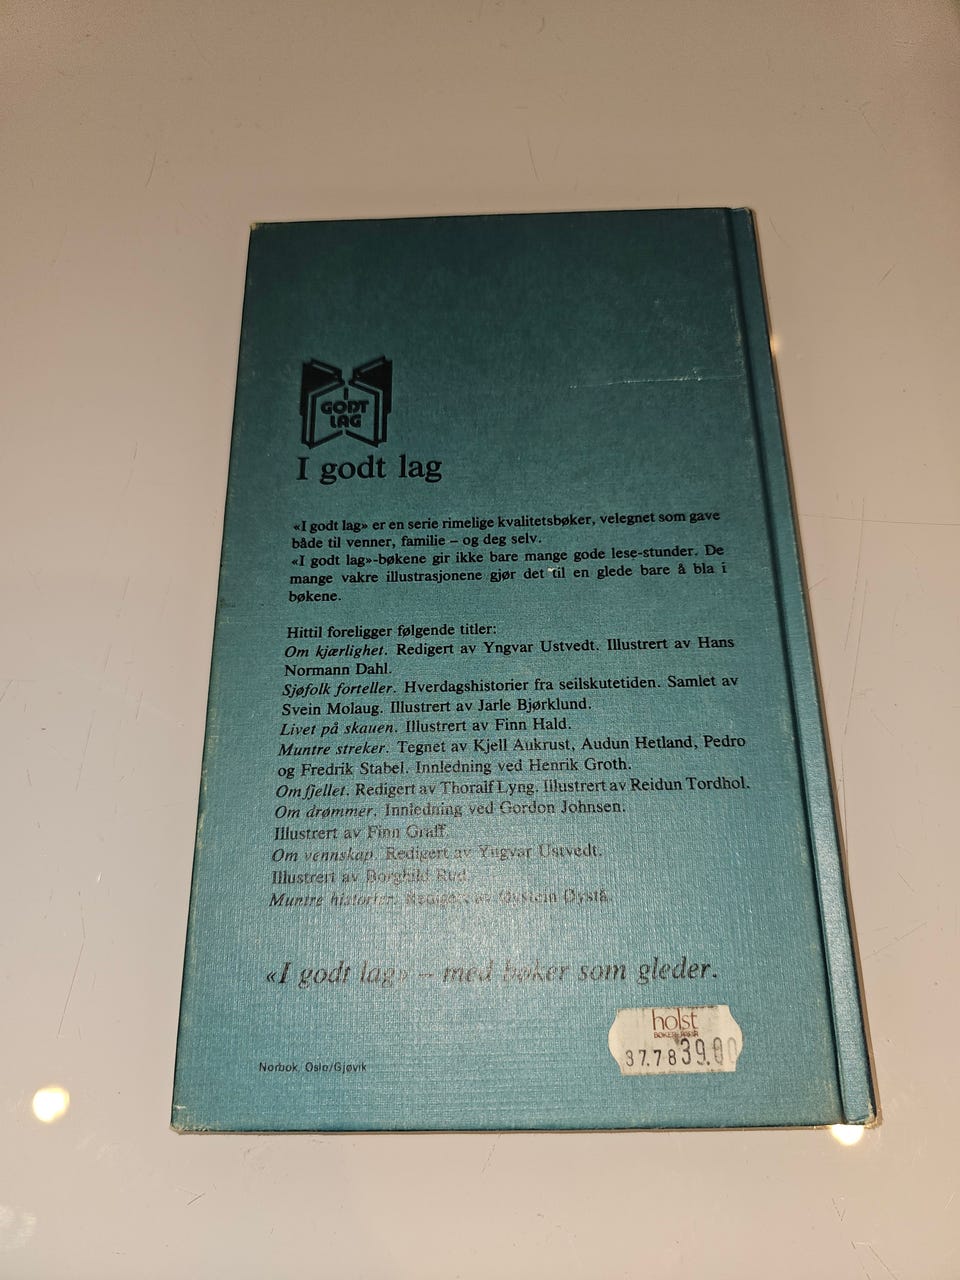 I
GODT
LAG
I godt lag
«I godt lag» er en serie rimelige kvalitetsbøker, velegnet som gave
både til venner, familie – og deg selv.
«I godt lag»-bøkene gir ikke bare mange gode lese-stunder. De
mange vakre illustrasjonene gjør det til en glede bare å bla i
bøkene.
Hittil foreligger følgende titler:
Om kjærlighet. Redigert av Yngvar Ustvedt. Illustrert av Hans
Normann Dahl.
Sjøfolk forteller. Hverdagshistorier fra seilskutetiden. Samlet av
Svein Molaug. Illustrert av Jarle Bjørklund.
Livet på skauen. Illustrert av Finn Hald.
Muntre streker. Tegnet av Kjell Aukrust, Audun Hetland, Pedro
og Fredrik Stabel. Innledning ved Henrik Groth.
Om fjellet. Redigert av Thoralf Lyng. Illustrert av Reidun Tordhol.
Om drømmer. Innledning ved Gordon Johnsen.
Illustrert av Finn Graff.
Om vennskap. Redigert av Yngvar Ustvedt.
Illustrert av Borghild Rud.
Muntre historier. Redigert av Øystein Øystå.
«I godt lag» – med bøker som gleder.
holst
37.78 39.00
Norbok, Oslo/Gjøvik